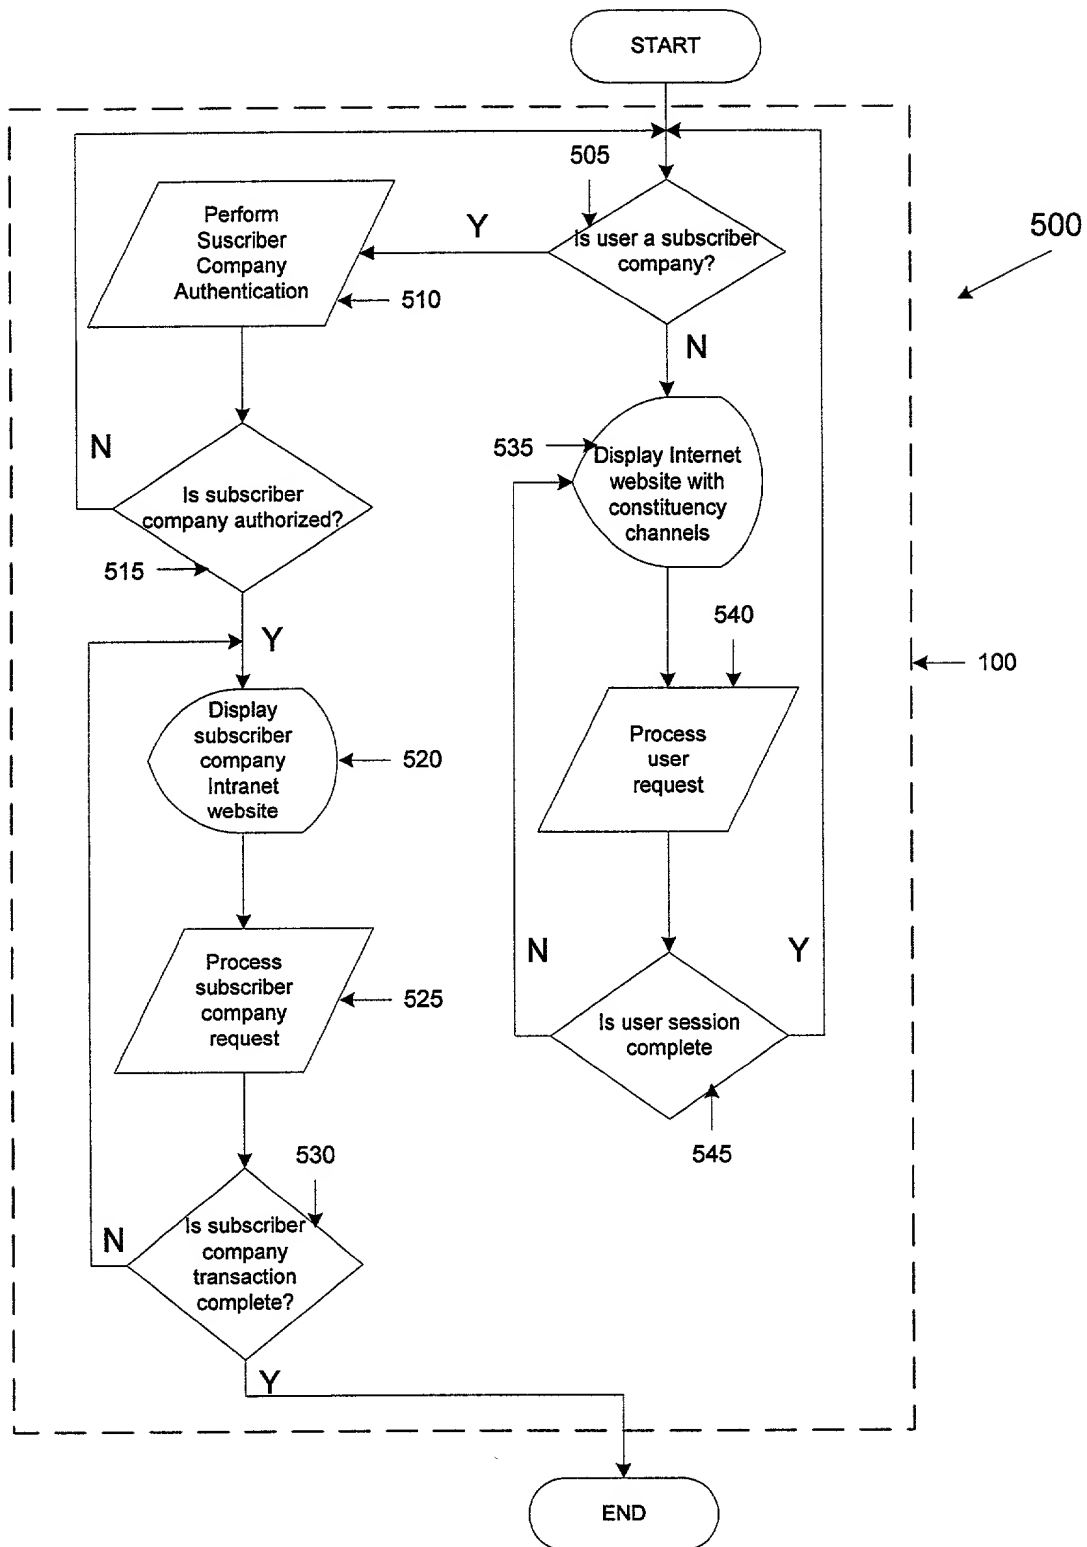 START
505
500
Perform
Suscriber
Company
Authentication
Y
Is user a subscriber
company?
510
N
N
535
Display Internet
website with
constituency
channels
Is subscriber
company authorized?
515
540
Y
100
Display
subscriber
company
Intranet
website
520
Process
user
request
N
Y
Process
subscriber
company
request
525
Is user session
complete
530
545
N
Is subscriber
company
transaction
complete?
Y
END